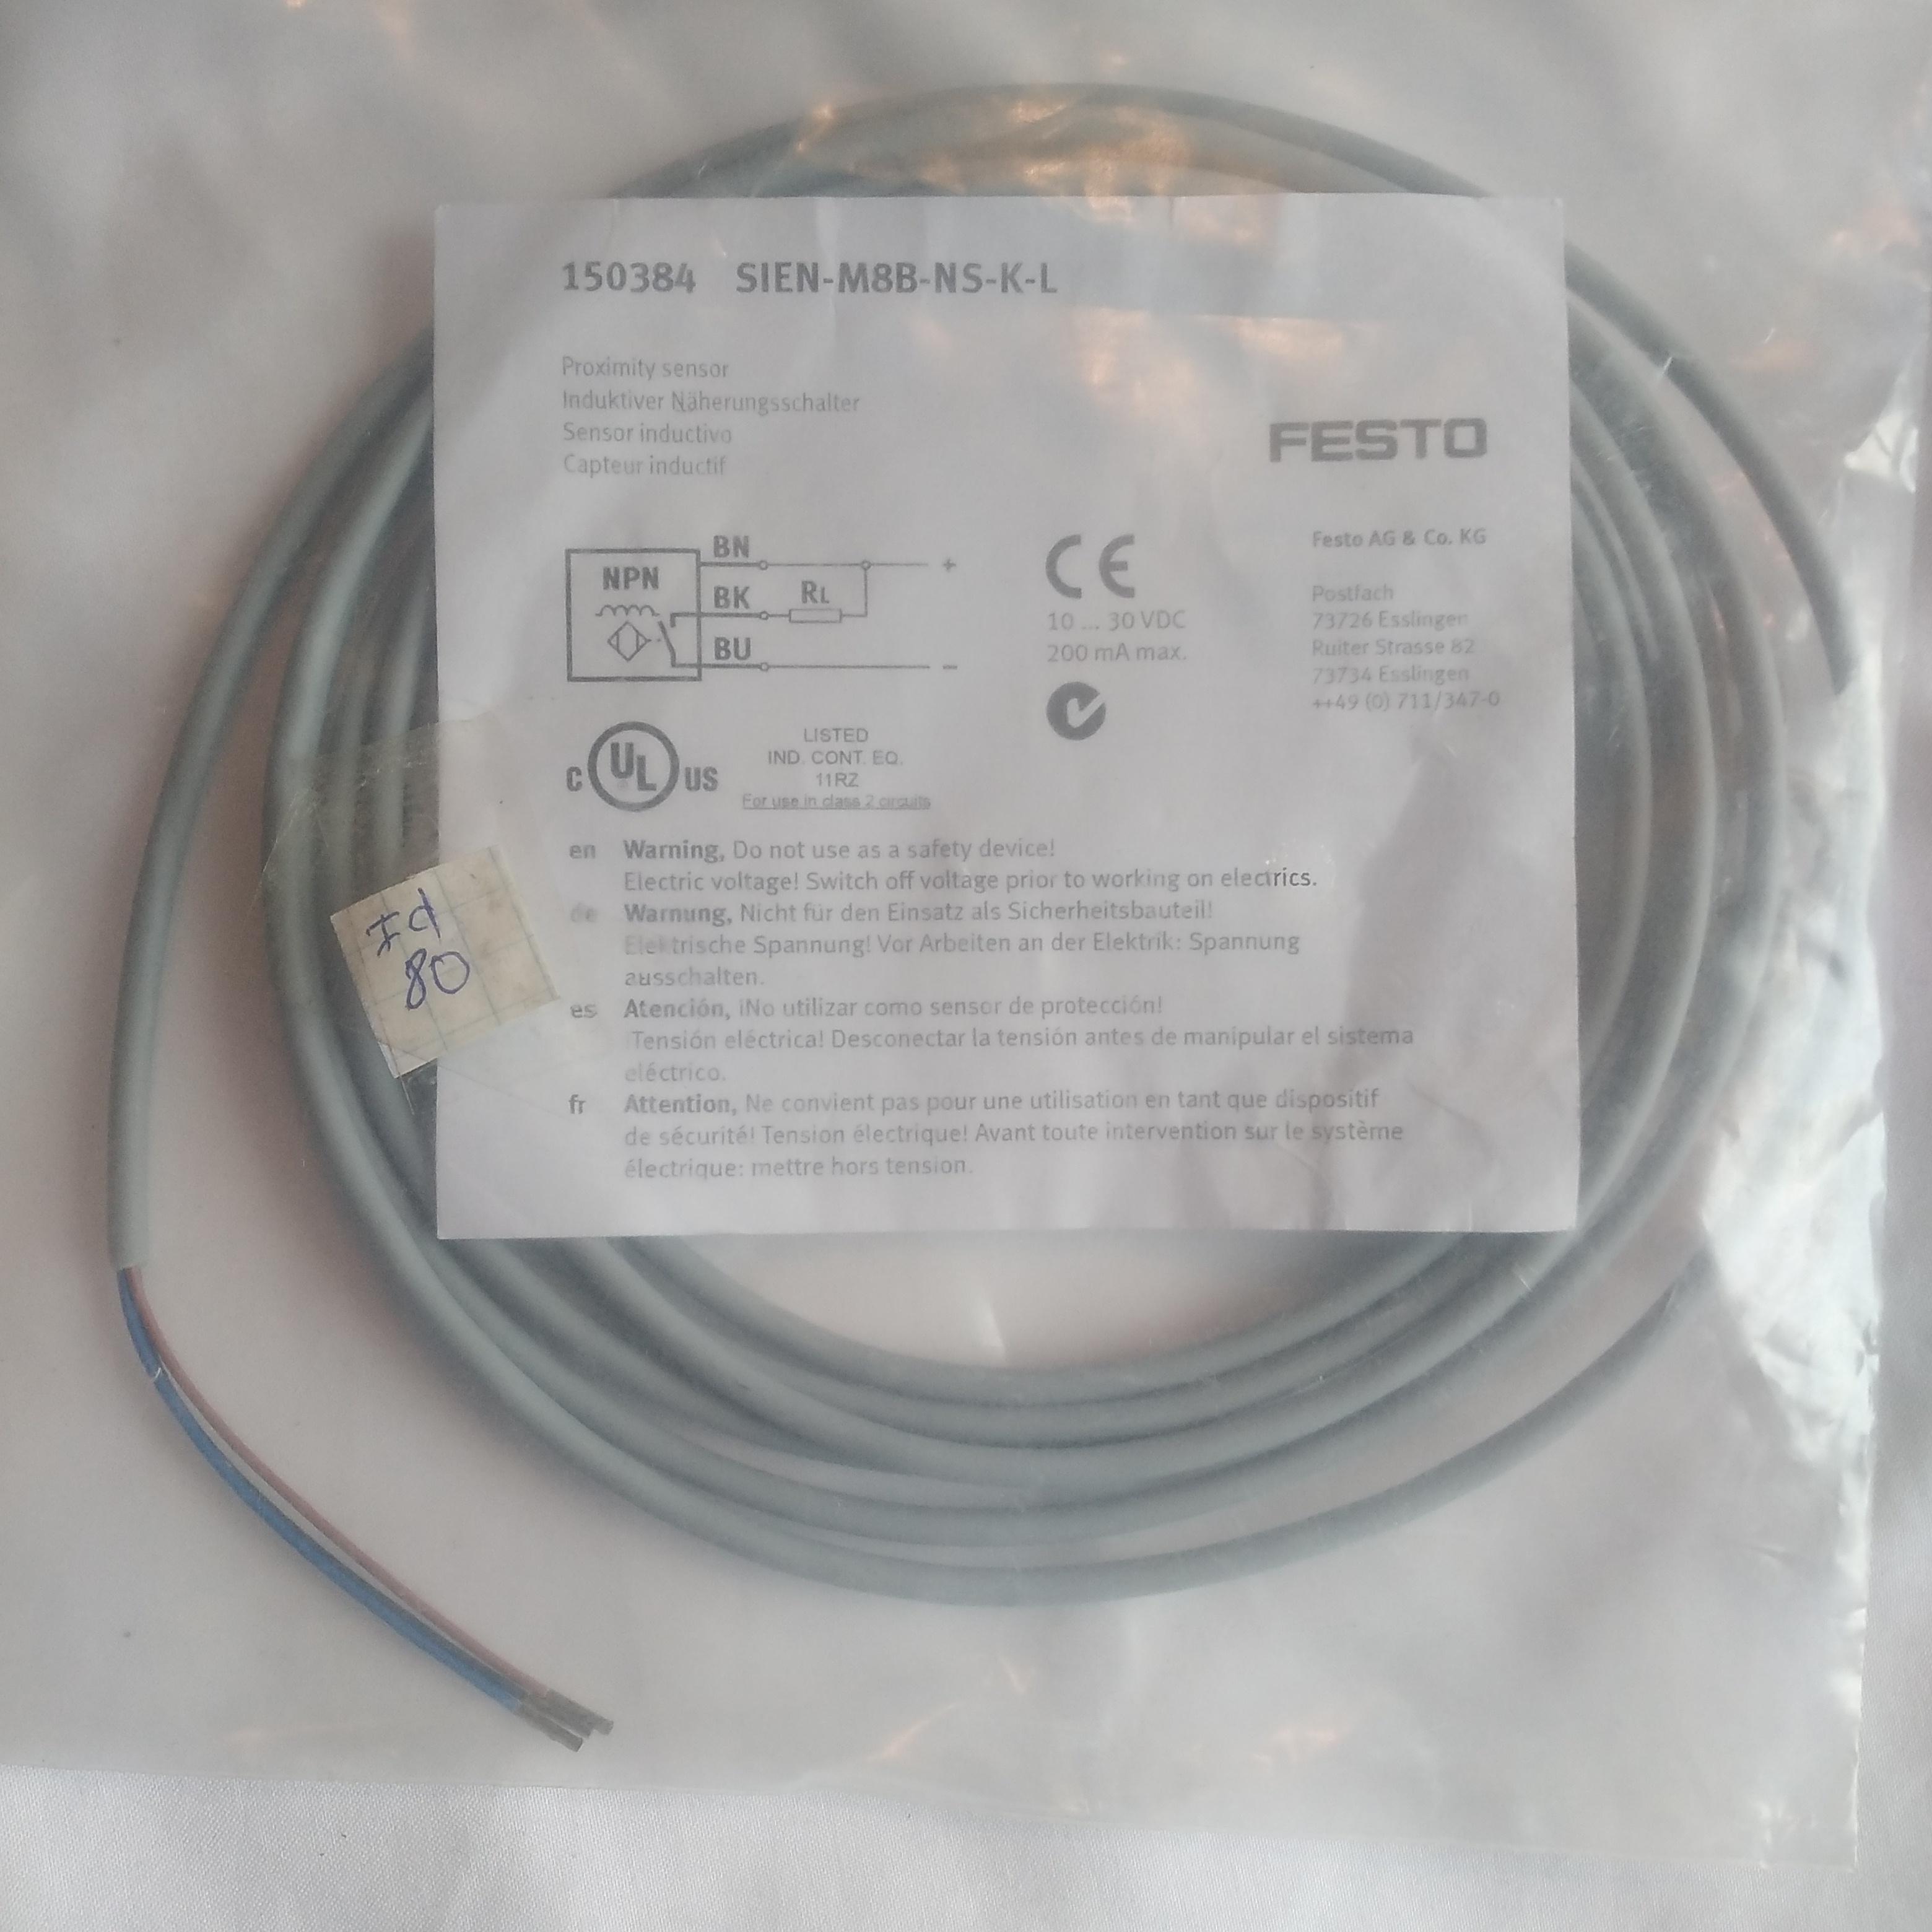 150384 SIEN-M8B-NS-K-L
Proximity sensor
Induktiver Näherungsschalter
Sensor inductivo
Capteur inductif
FESTO
NPN
BN
+
BK
RL
BU
–
CE
10 ... 30 VDC
200 mA max.
Festo AG & Co. KG
Postfach
73726 Esslingen
Ruiter Strasse 82
73734 Esslingen
++49 (0) 711/347-0
C UL US
LISTED
IND. CONT. EQ.
11RZ
For use in class 2 circuits
en Warning, Do not use as a safety device!
Electric voltage! Switch off voltage prior to working on electrics.
de Warnung, Nicht für den Einsatz als Sicherheitsbauteil!
Elektrische Spannung! Vor Arbeiten an der Elektrik: Spannung
ausschalten.
es Atención, ¡No utilizar como sensor de protección!
Tensión eléctrica! Desconectar la tensión antes de manipular el sistema
eléctrico.
fr Attention, Ne convient pas pour une utilisation en tant que dispositif
de sécurité! Tension électrique! Avant toute intervention sur le système
électrique: mettre hors tension.
Id
80